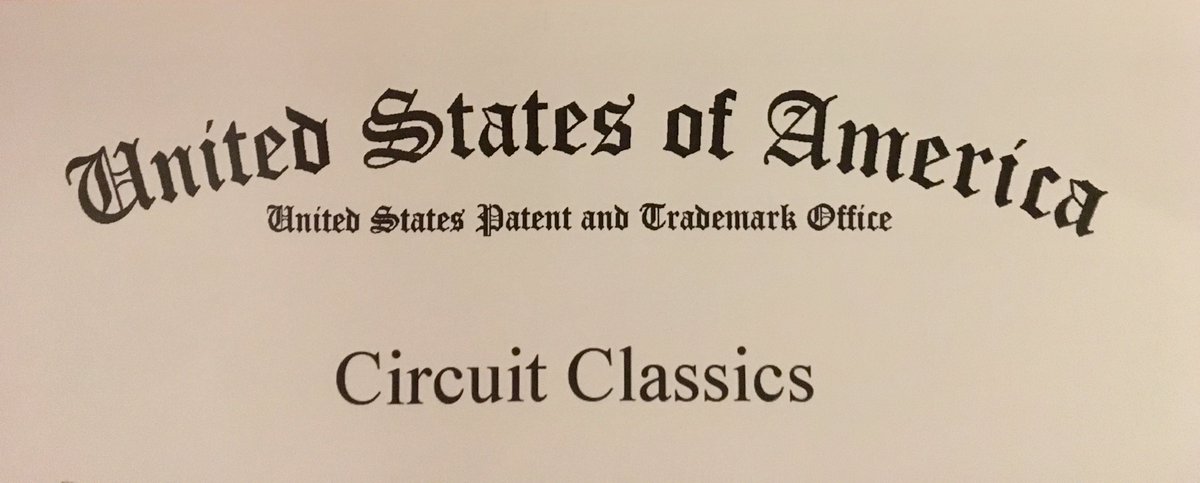 United States of America
United States Patent and Trademark Office
Circuit Classics